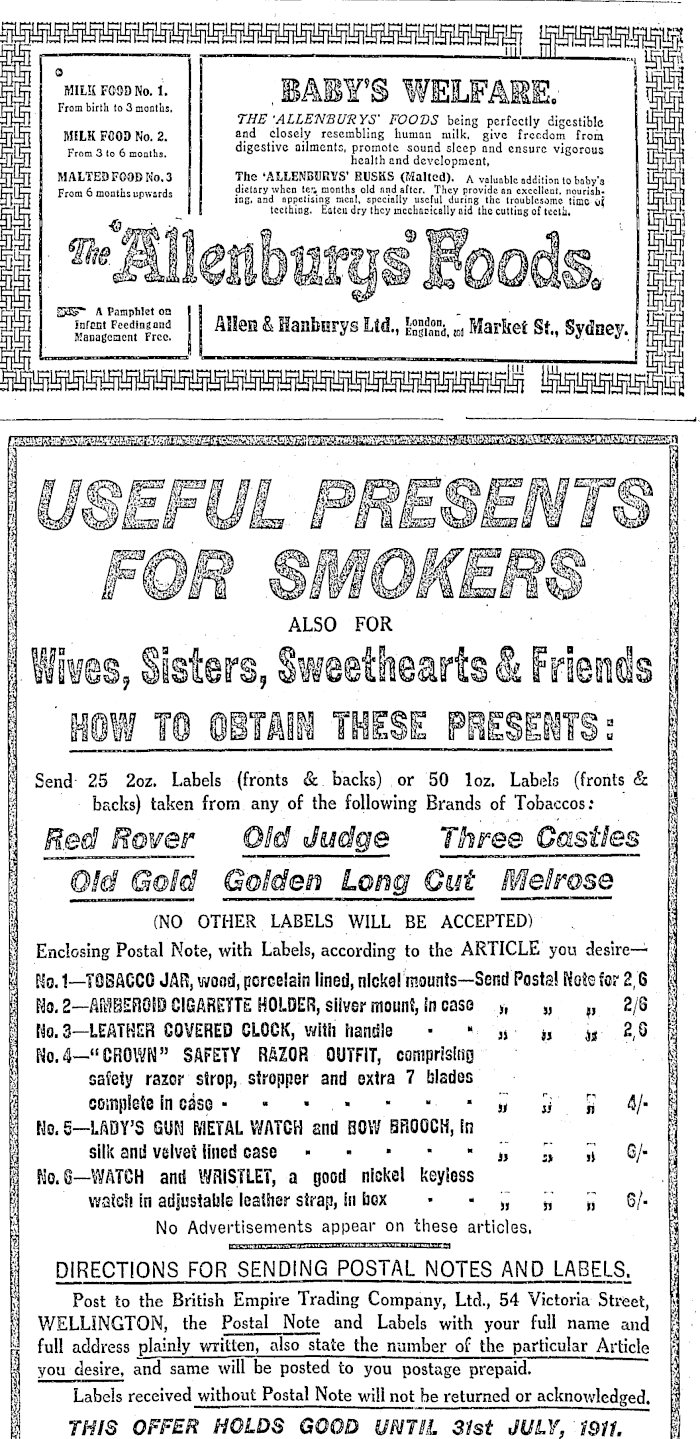 MILK FOOD No. 1.
From birth to 3 months.
MILK FOOD No. 2.
From 3 to 6 months.
MALTED FOOD No. 3
From 6 months upwards
BABY'S WELFARE.
THE 'ALLENBURYS' FOODS being perfectly digestible
and closely resembling human milk, give freedom from
digestive ailments, promote sound sleep and ensure vigorous
health and development,
The 'ALLENBURYS' RUSKS (Malted). A valuable addition to baby's
dietary when ten months old and after. They provide an excellent, nourish-
ing, and appetising meal, specially useful during the troublesome time of
teething. Eaten dry they mechanically aid the cutting of teeth.
The 'Allenburys' Foods.
A Pamphlet on
Infant Feeding and
Management Free.
Allen & Hanburys Ltd., London, England, and Market St., Sydney.
USEFUL PRESENTS
FOR SMOKERS
ALSO FOR
Wives, Sisters, Sweethearts & Friends
HOW TO OBTAIN THESE PRESENTS:
Send 25 2oz. Labels (fronts & backs) or 50 1oz. Labels (fronts &
backs) taken from any of the following Brands of Tobaccos:
Red Rover Old Judge Three Castles
Old Gold Golden Long Cut Melrose
(NO OTHER LABELS WILL BE ACCEPTED)
Enclosing Postal Note, with Labels, according to the ARTICLE you desire—
No. 1—TOBACCO JAR, wood, porcelain lined, nickel mounts—Send Postal Note for 2/6
No. 2—AMBEROID CIGARETTE HOLDER, silver mount, in case „ „ „ 2/6
No. 3—LEATHER COVERED CLOCK, with handle - - „ „ „ 2/6
No. 4—"CROWN" SAFETY RAZOR OUTFIT, comprising
safety razor strop, stropper and extra 7 blades
complete in case - - - - - - - „ „ „ 4/-
No. 5—LADY'S GUN METAL WATCH and BOW BROOCH, in
silk and velvet lined case - - - - - „ „ „ 6/-
No. 6—WATCH and WRISTLET, a good nickel keyless
watch in adjustable leather strap, in box - - „ „ „ 6/-
No Advertisements appear on these articles.
DIRECTIONS FOR SENDING POSTAL NOTES AND LABELS.
Post to the British Empire Trading Company, Ltd., 54 Victoria Street,
WELLINGTON, the Postal Note and Labels with your full name and
full address plainly written, also state the number of the particular Article
you desire, and same will be posted to you postage prepaid.
Labels received without Postal Note will not be returned or acknowledged.
THIS OFFER HOLDS GOOD UNTIL 31st JULY, 1911.